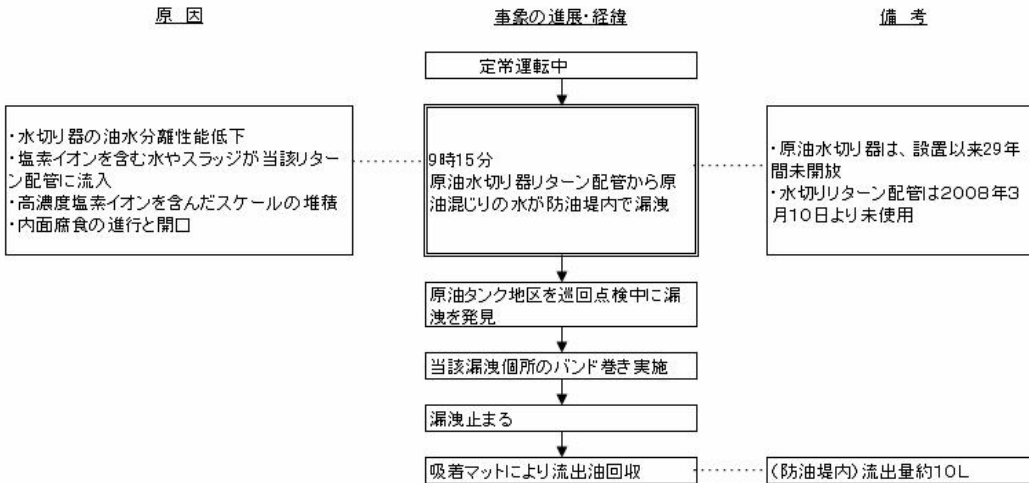 原 因
事象の進展・経緯
備 考
定常運転中
・水切り器の油水分離性能低下
・塩素イオンを含む水やスラッジが当該リター
ン配管に流入
・高濃度塩素イオンを含んだスケールの堆積
・内面腐食の進行と開口
9時15分
原油水切り器リターン配管から原
油混じりの水が防油堤内で漏洩
・原油水切り器は、設置以来29年
間未開放
・水切りリターン配管は2008年3
月10日より未使用
原油タンク地区を巡回点検中に漏
洩を発見
当該漏洩個所のバンド巻き実施
漏洩止まる
吸着マットにより流出油回収
(防油堤内)流出量約10L